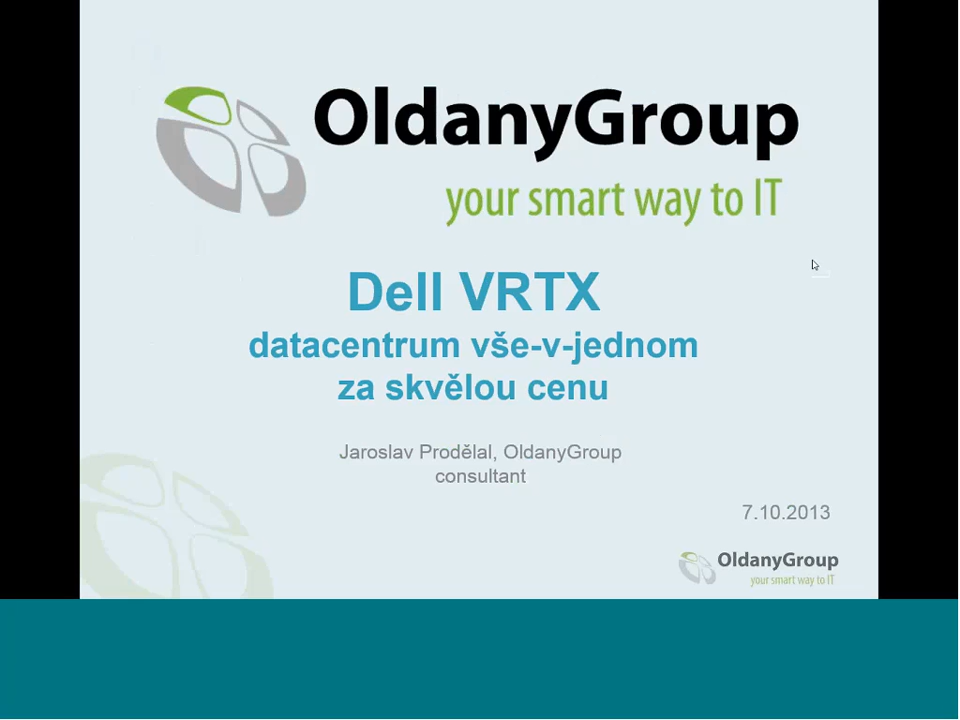 OldanyGroup
your smart way to IT
Dell VRTX
datacentrum vše-v-jednom
za skvělou cenu
Jaroslav Prodělal, OldanyGroup
consultant
7.10.2013
OldanyGroup
your smart way to IT